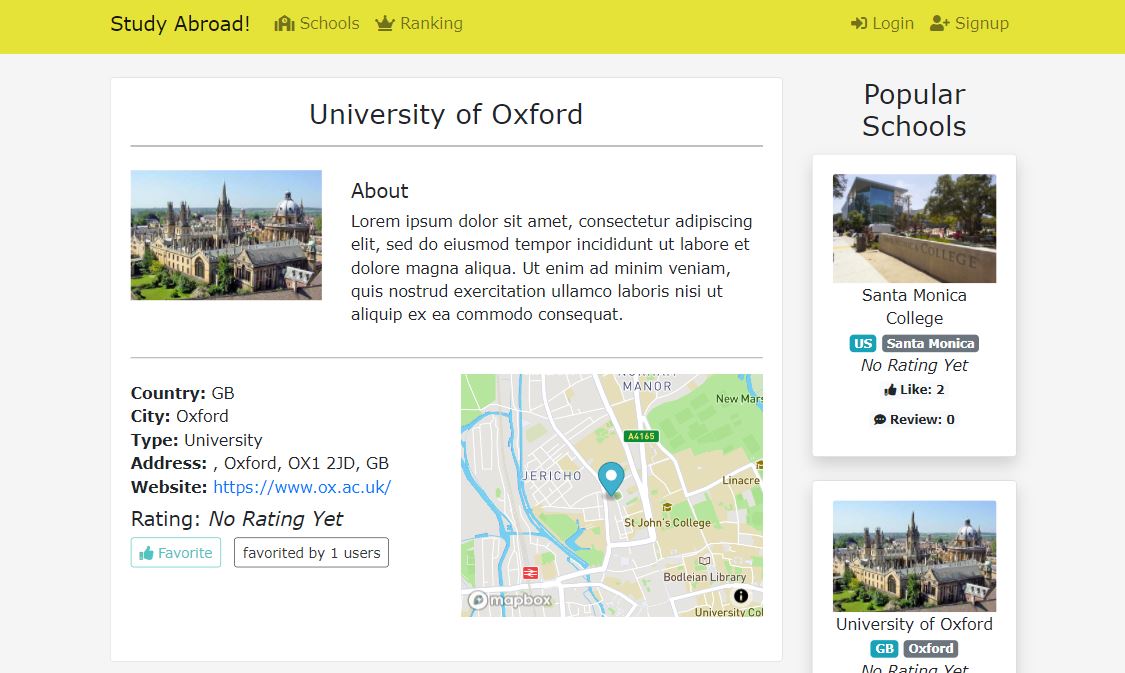 Study Abroad! Schools Ranking Login Signup
University of Oxford
About
Lorem ipsum dolor sit amet, consectetur adipiscing
elit, sed do eiusmod tempor incididunt ut labore et
dolore magna aliqua. Ut enim ad minim veniam,
quis nostrud exercitation ullamco laboris nisi ut
aliquip ex ea commodo consequat.
Country: GB
City: Oxford
Type: University
Address: , Oxford, OX1 2JD, GB
Website: https://www.ox.ac.uk/
Rating: No Rating Yet
Favorite favorited by 1 users
MANOR
New Mars
A4165
JERICHO
Linacre
St John's College
Bodleian Library
mapbox
University Col
Popular
Schools
COLLEGE
Santa Monica
College
US Santa Monica
No Rating Yet
Like: 2
Review: 0
University of Oxford
GB Oxford
No Rating Yet